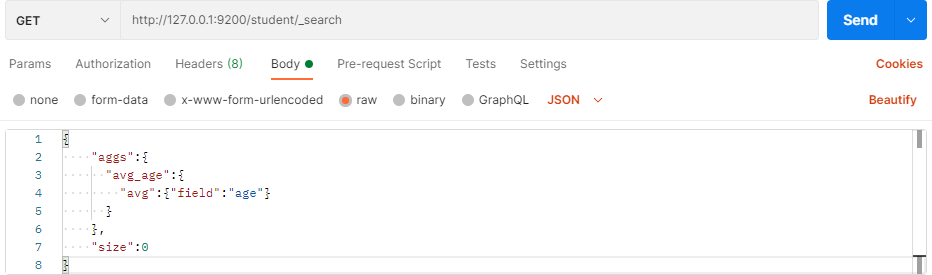 GET http://127.0.0.1:9200/student/_search Send
Params Authorization Headers (8) Body Pre-request Script Tests Settings Cookies
none form-data x-www-form-urlencoded raw binary GraphQL JSON Beautify
1 {
2 "aggs":{
3 "avg_age":{
4 "avg":{"field":"age"}
5 }
6 },
7 "size":0
8 }